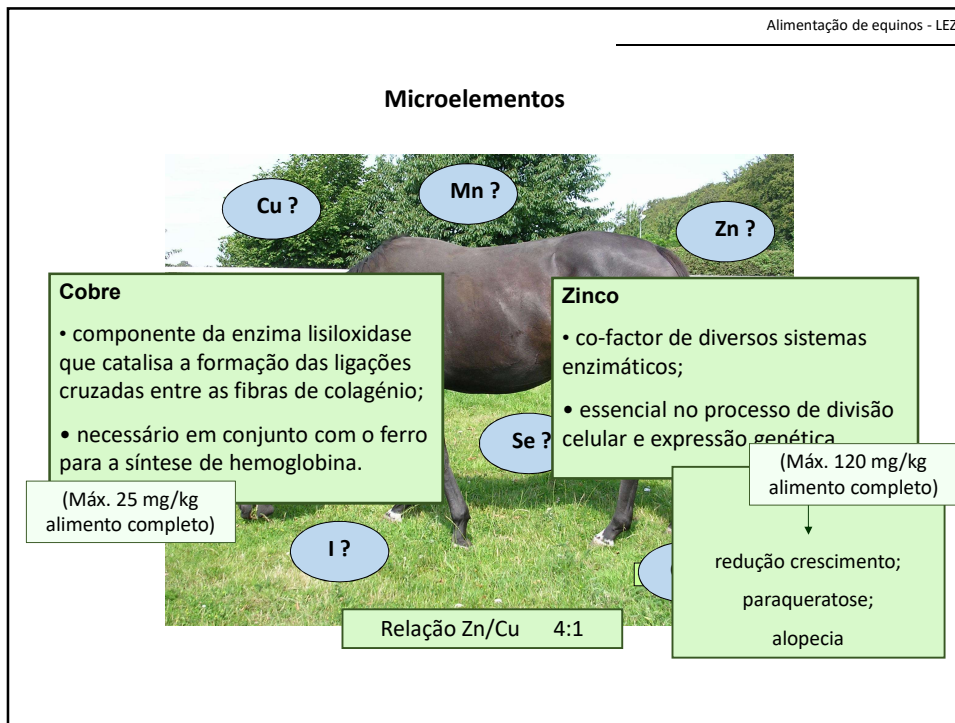 Alimentação de equinos - LEZ
Microelementos
Cu ?
Mn ?
Zn ?
Cobre
• componente da enzima lisiloxidase
que catalisa a formação das ligações
cruzadas entre as fibras de colagénio;
• necessário em conjunto com o ferro
para a síntese de hemoglobina.
(Máx. 25 mg/kg
alimento completo)
Zinco
• co-factor de diversos sistemas
enzimáticos;
• essencial no processo de divisão
celular e expressão genética
(Máx. 120 mg/kg
alimento completo)
Se ?
I ?
redução crescimento;
paraqueratose;
alopecia
Relação Zn/Cu 4:1